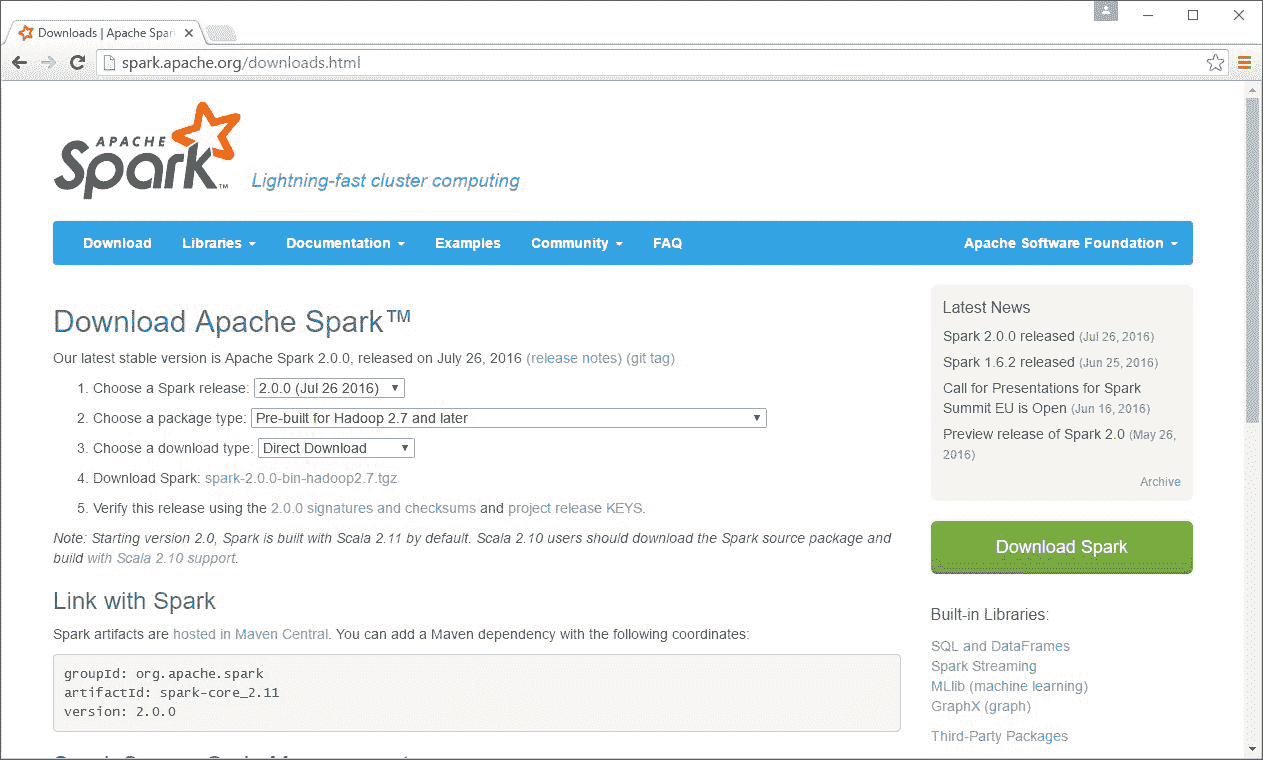 Downloads | Apache Spar
spark.apache.org/downloads.html
APACHE
Spark™
Lightning-fast cluster computing
Download Libraries Documentation Examples Community FAQ Apache Software Foundation
Download Apache Spark™
Our latest stable version is Apache Spark 2.0.0, released on July 26, 2016 (release notes) (git tag)
1. Choose a Spark release: 2.0.0 (Jul 26 2016)
2. Choose a package type: Pre-built for Hadoop 2.7 and later
3. Choose a download type: Direct Download
4. Download Spark: spark-2.0.0-bin-hadoop2.7.tgz
5. Verify this release using the 2.0.0 signatures and checksums and project release KEYS.
Note: Starting version 2.0, Spark is built with Scala 2.11 by default. Scala 2.10 users should download the Spark source package and
build with Scala 2.10 support.
Link with Spark
Spark artifacts are hosted in Maven Central. You can add a Maven dependency with the following coordinates:
groupId: org.apache.spark
artifactId: spark-core_2.11
version: 2.0.0
Latest News
Spark 2.0.0 released (Jul 26, 2016)
Spark 1.6.2 released (Jun 25, 2016)
Call for Presentations for Spark
Summit EU is Open (Jun 16, 2016)
Preview release of Spark 2.0 (May 26,
2016)
Archive
Download Spark
Built-in Libraries:
SQL and DataFrames
Spark Streaming
MLlib (machine learning)
GraphX (graph)
Third-Party Packages